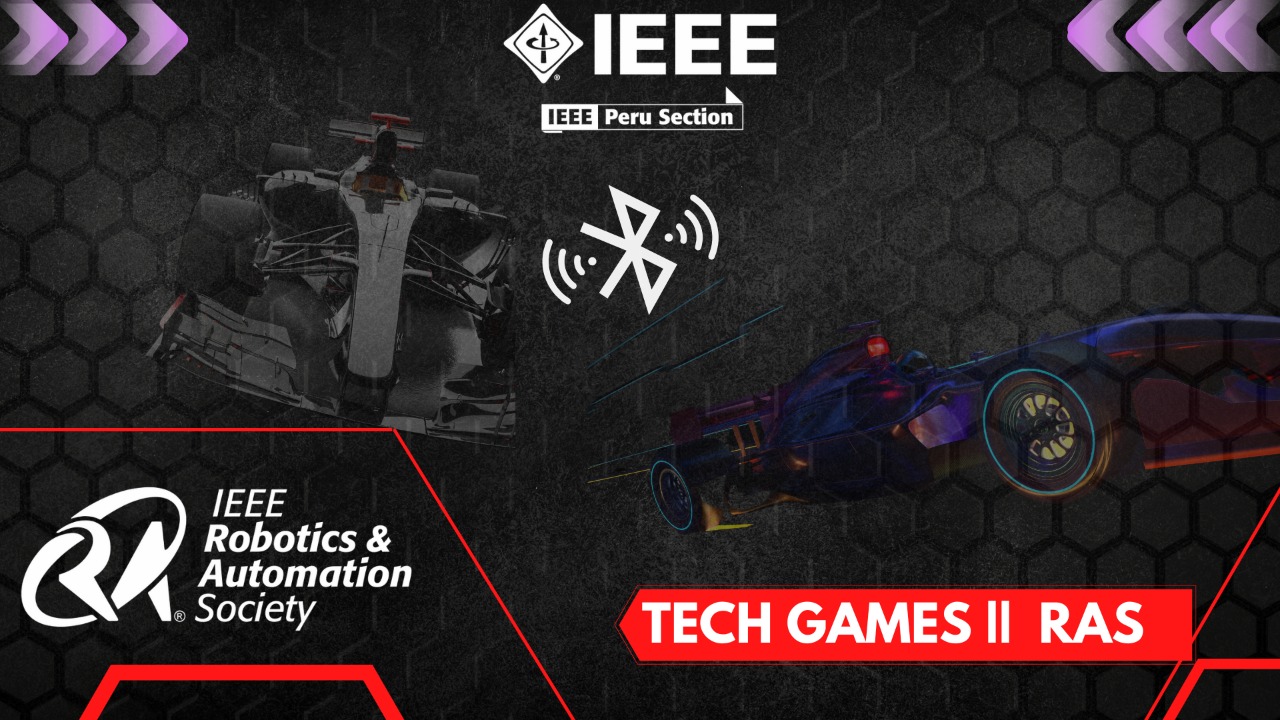 IEEE
IEEE Peru Section
IEEE
Robotics &
Automation
® Society
TECH GAMES II RAS